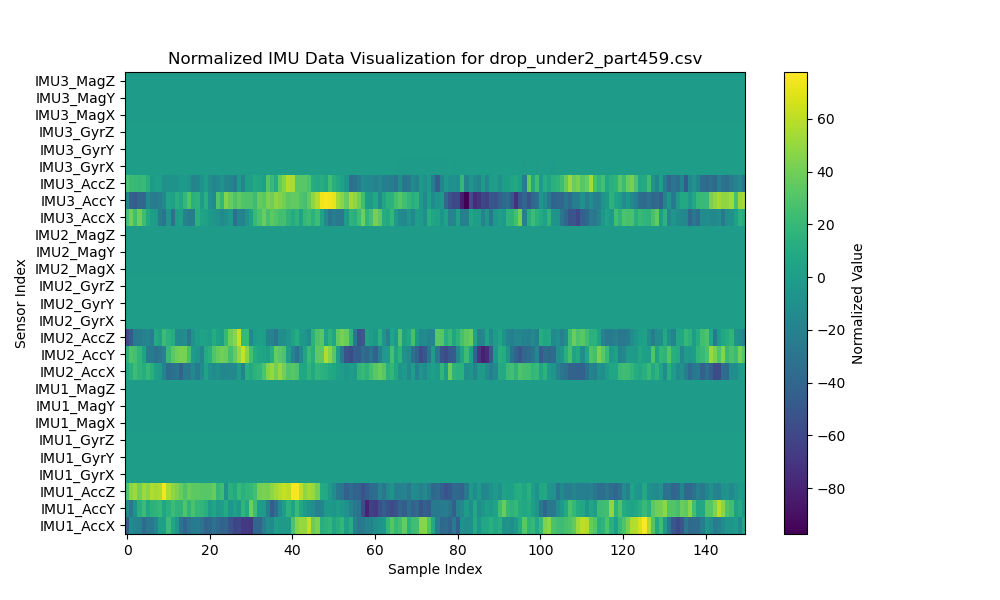 Normalized IMU Data Visualization for drop_under2_part459.csv
IMU3_MagZ
IMU3_MagY
IMU3_MagX
IMU3_GyrZ
IMU3_GyrY
IMU3_GyrX
IMU3_AccZ
IMU3_AccY
IMU3_AccX
IMU2_MagZ
IMU2_MagY
IMU2_MagX
IMU2_GyrZ
IMU2_GyrY
IMU2_GyrX
IMU2_AccZ
IMU2_AccY
IMU2_AccX
IMU1_MagZ
IMU1_MagY
IMU1_MagX
IMU1_GyrZ
IMU1_GyrY
IMU1_GyrX
IMU1_AccZ
IMU1_AccY
IMU1_AccX
Sensor Index
0 20 40 60 80 100 120 140
Sample Index
60
40
20
0
−20
−40
−60
−80
Normalized Value